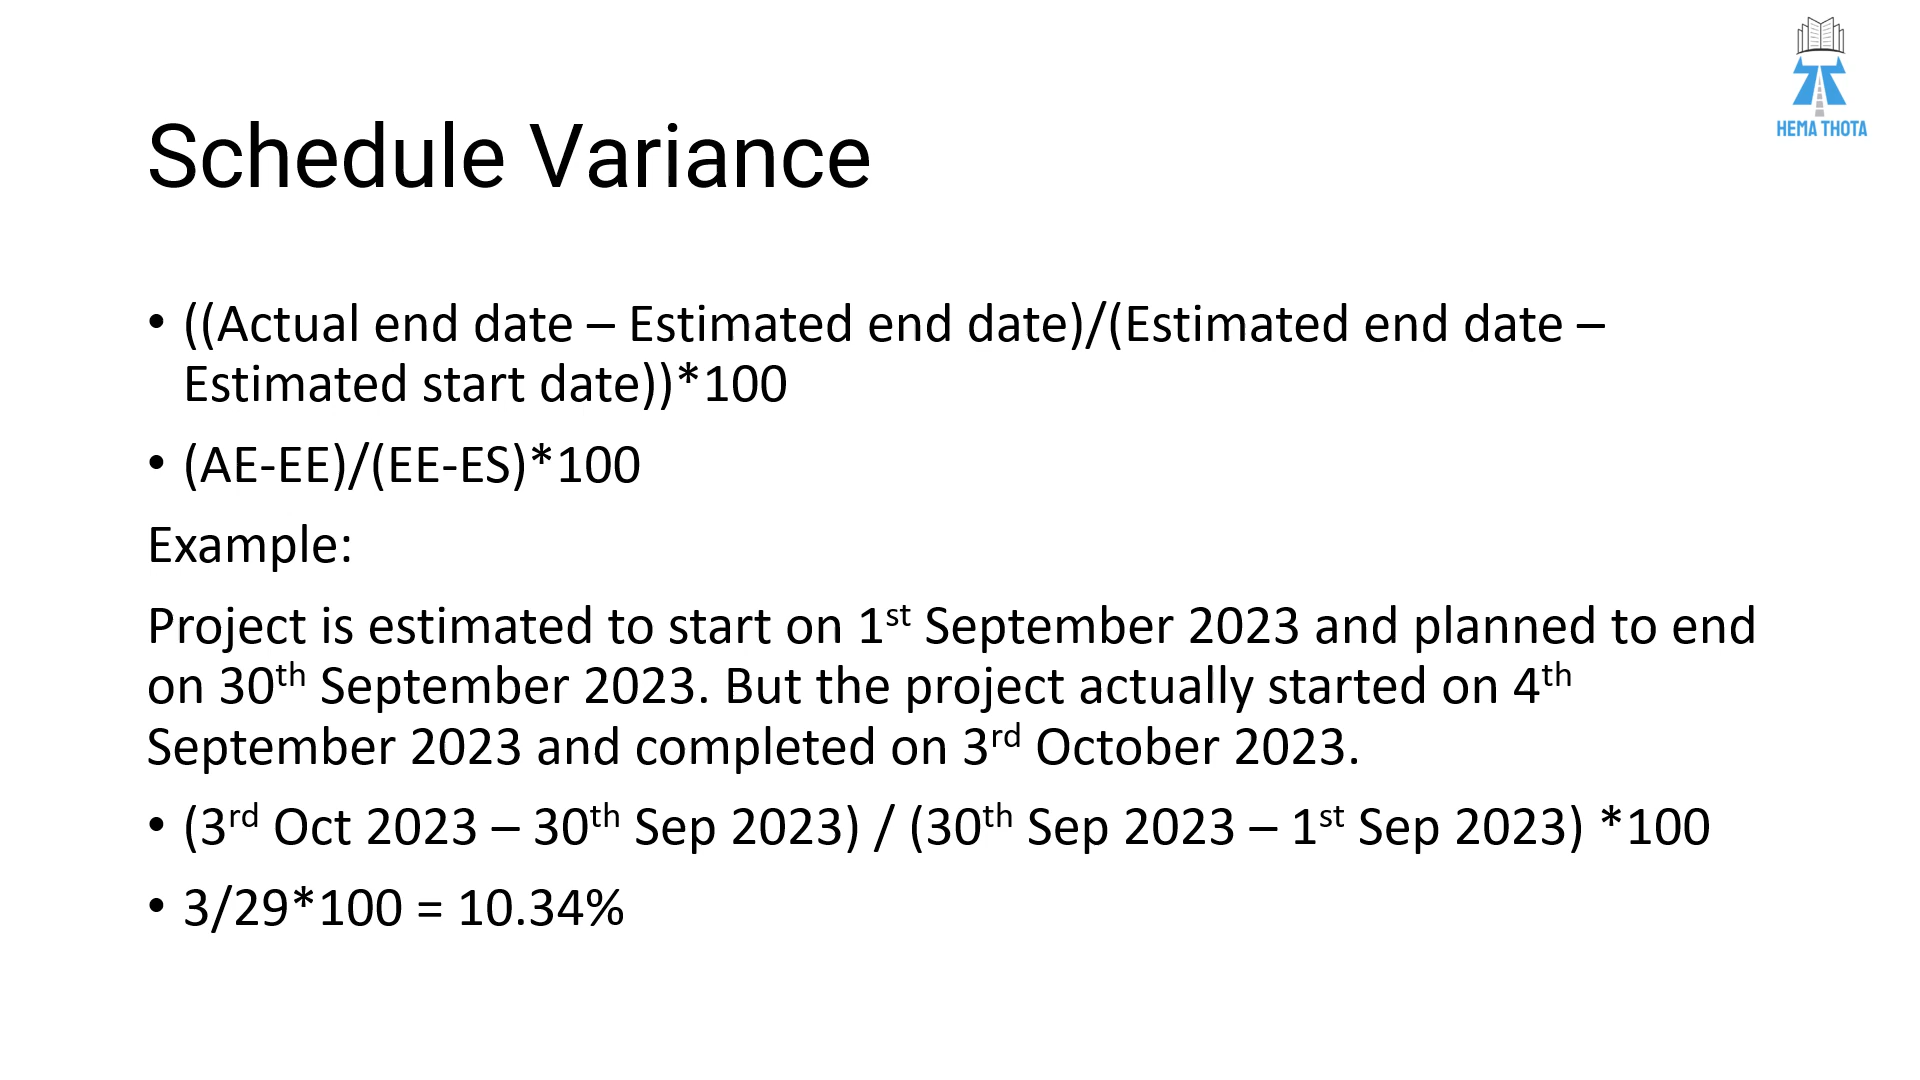 HEMA THOTA
Schedule Variance
• ((Actual end date – Estimated end date)/(Estimated end date –
Estimated start date))*100
• (AE-EE)/(EE-ES)*100
Example:
Project is estimated to start on 1st September 2023 and planned to end
on 30th September 2023. But the project actually started on 4th
September 2023 and completed on 3rd October 2023.
• (3rd Oct 2023 – 30th Sep 2023) / (30th Sep 2023 – 1st Sep 2023) *100
• 3/29*100 = 10.34%